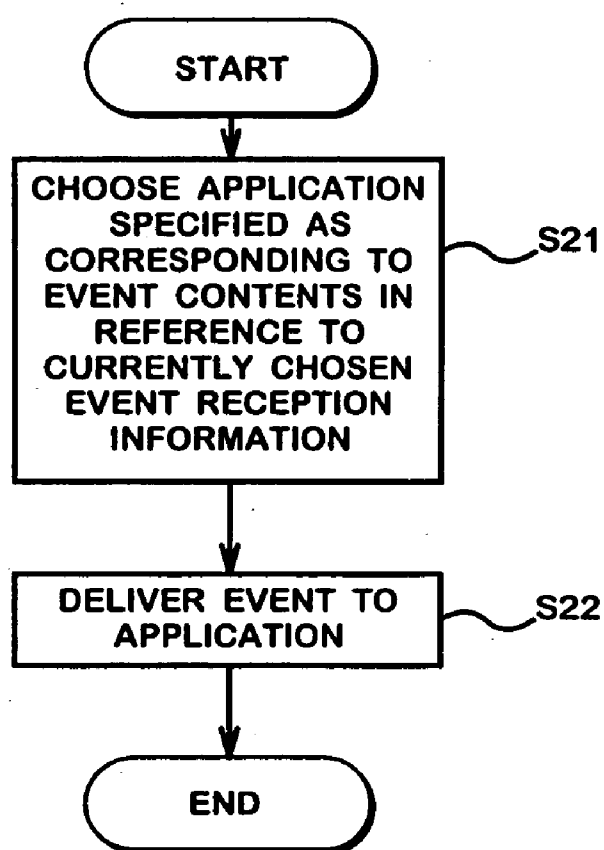 START
CHOOSE APPLICATION
SPECIFIED AS
CORRESPONDING TO
EVENT CONTENTS IN
REFERENCE TO
CURRENTLY CHOSEN
EVENT RECEPTION
INFORMATION
S21
DELIVER EVENT TO
APPLICATION
S22
END